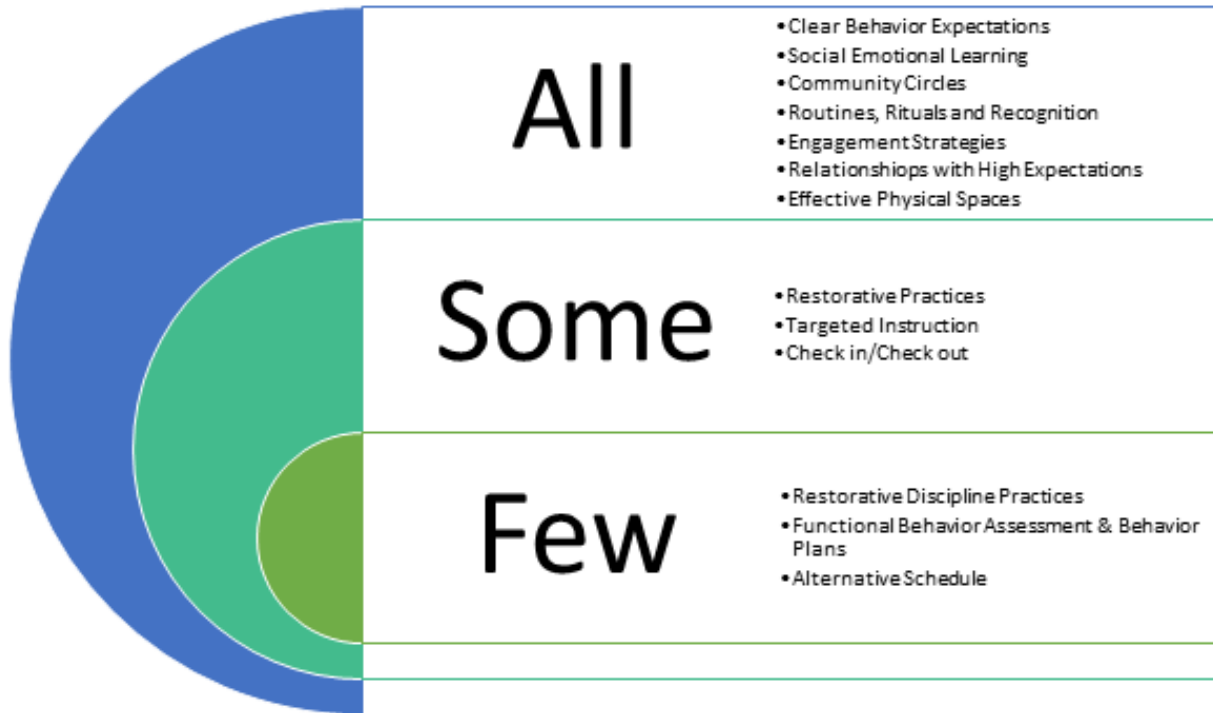 All
•Clear Behavior Expectations
•Social Emotional Learning
•Community Circles
•Routines, Rituals and Recognition
•Engagement Strategies
•Relationshiops with High Expectations
•Effective Physical Spaces
Some
•Restorative Practices
•Targeted Instruction
•Check in/Check out
Few
•Restorative Discipline Practices
•Functional Behavior Assessment & Behavior
Plans
•Alternative Schedule